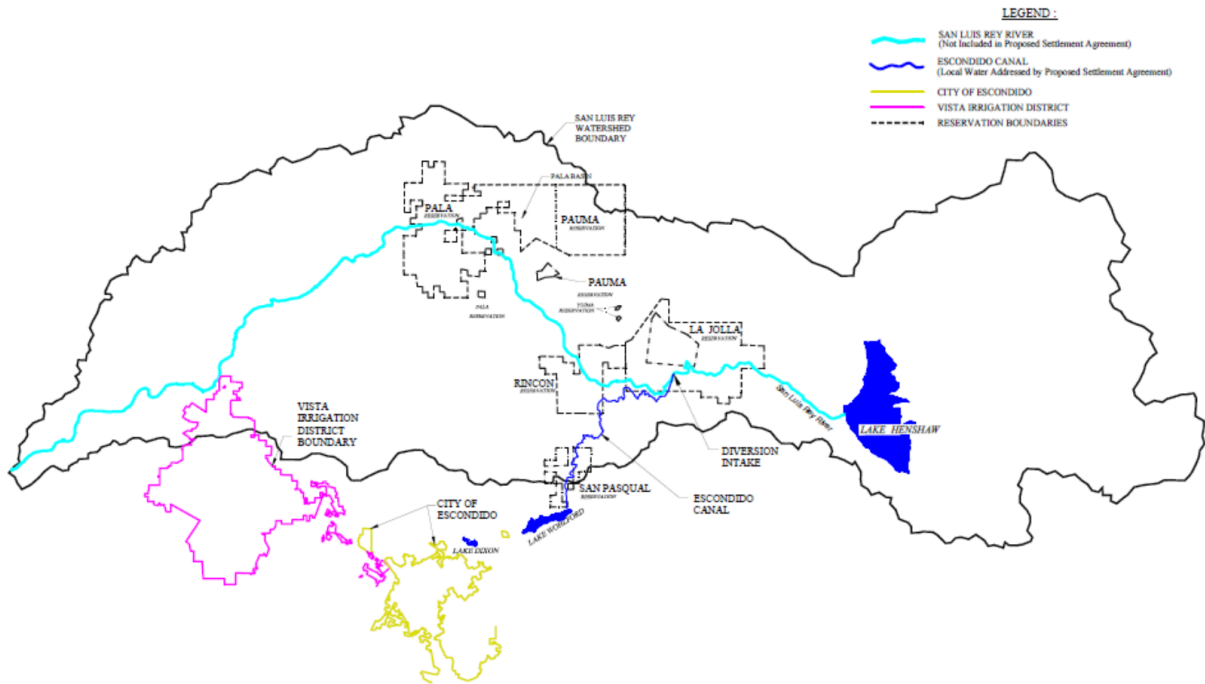 LEGEND :
SAN LUIS REY RIVER
(Not Included in Proposed Settlement Agreement)
ESCONDIDO CANAL
(Local Water Addressed by Proposed Settlement Agreement)
CITY OF ESCONDIDO
VISTA IRRIGATION DISTRICT
RESERVATION BOUNDARIES
SAN LUIS REY
WATERSHED
BOUNDARY
PALA BASIN
PALA
RESERVATION
PAUMA
RESERVATION
PAUMA
RESERVATION
YUIMA
RESERVATION
PALA
RESERVATION
LA JOLLA
RESERVATION
RINCON
RESERVATION
San Luis Rey River
LAKE HENSHAW
VISTA
IRRIGATION
DISTRICT
BOUNDARY
DIVERSION
INTAKE
SAN PASQUAL
RESERVATION
ESCONDIDO
CANAL
CITY OF
ESCONDIDO
LAKE WOHLFORD
LAKE DIXON